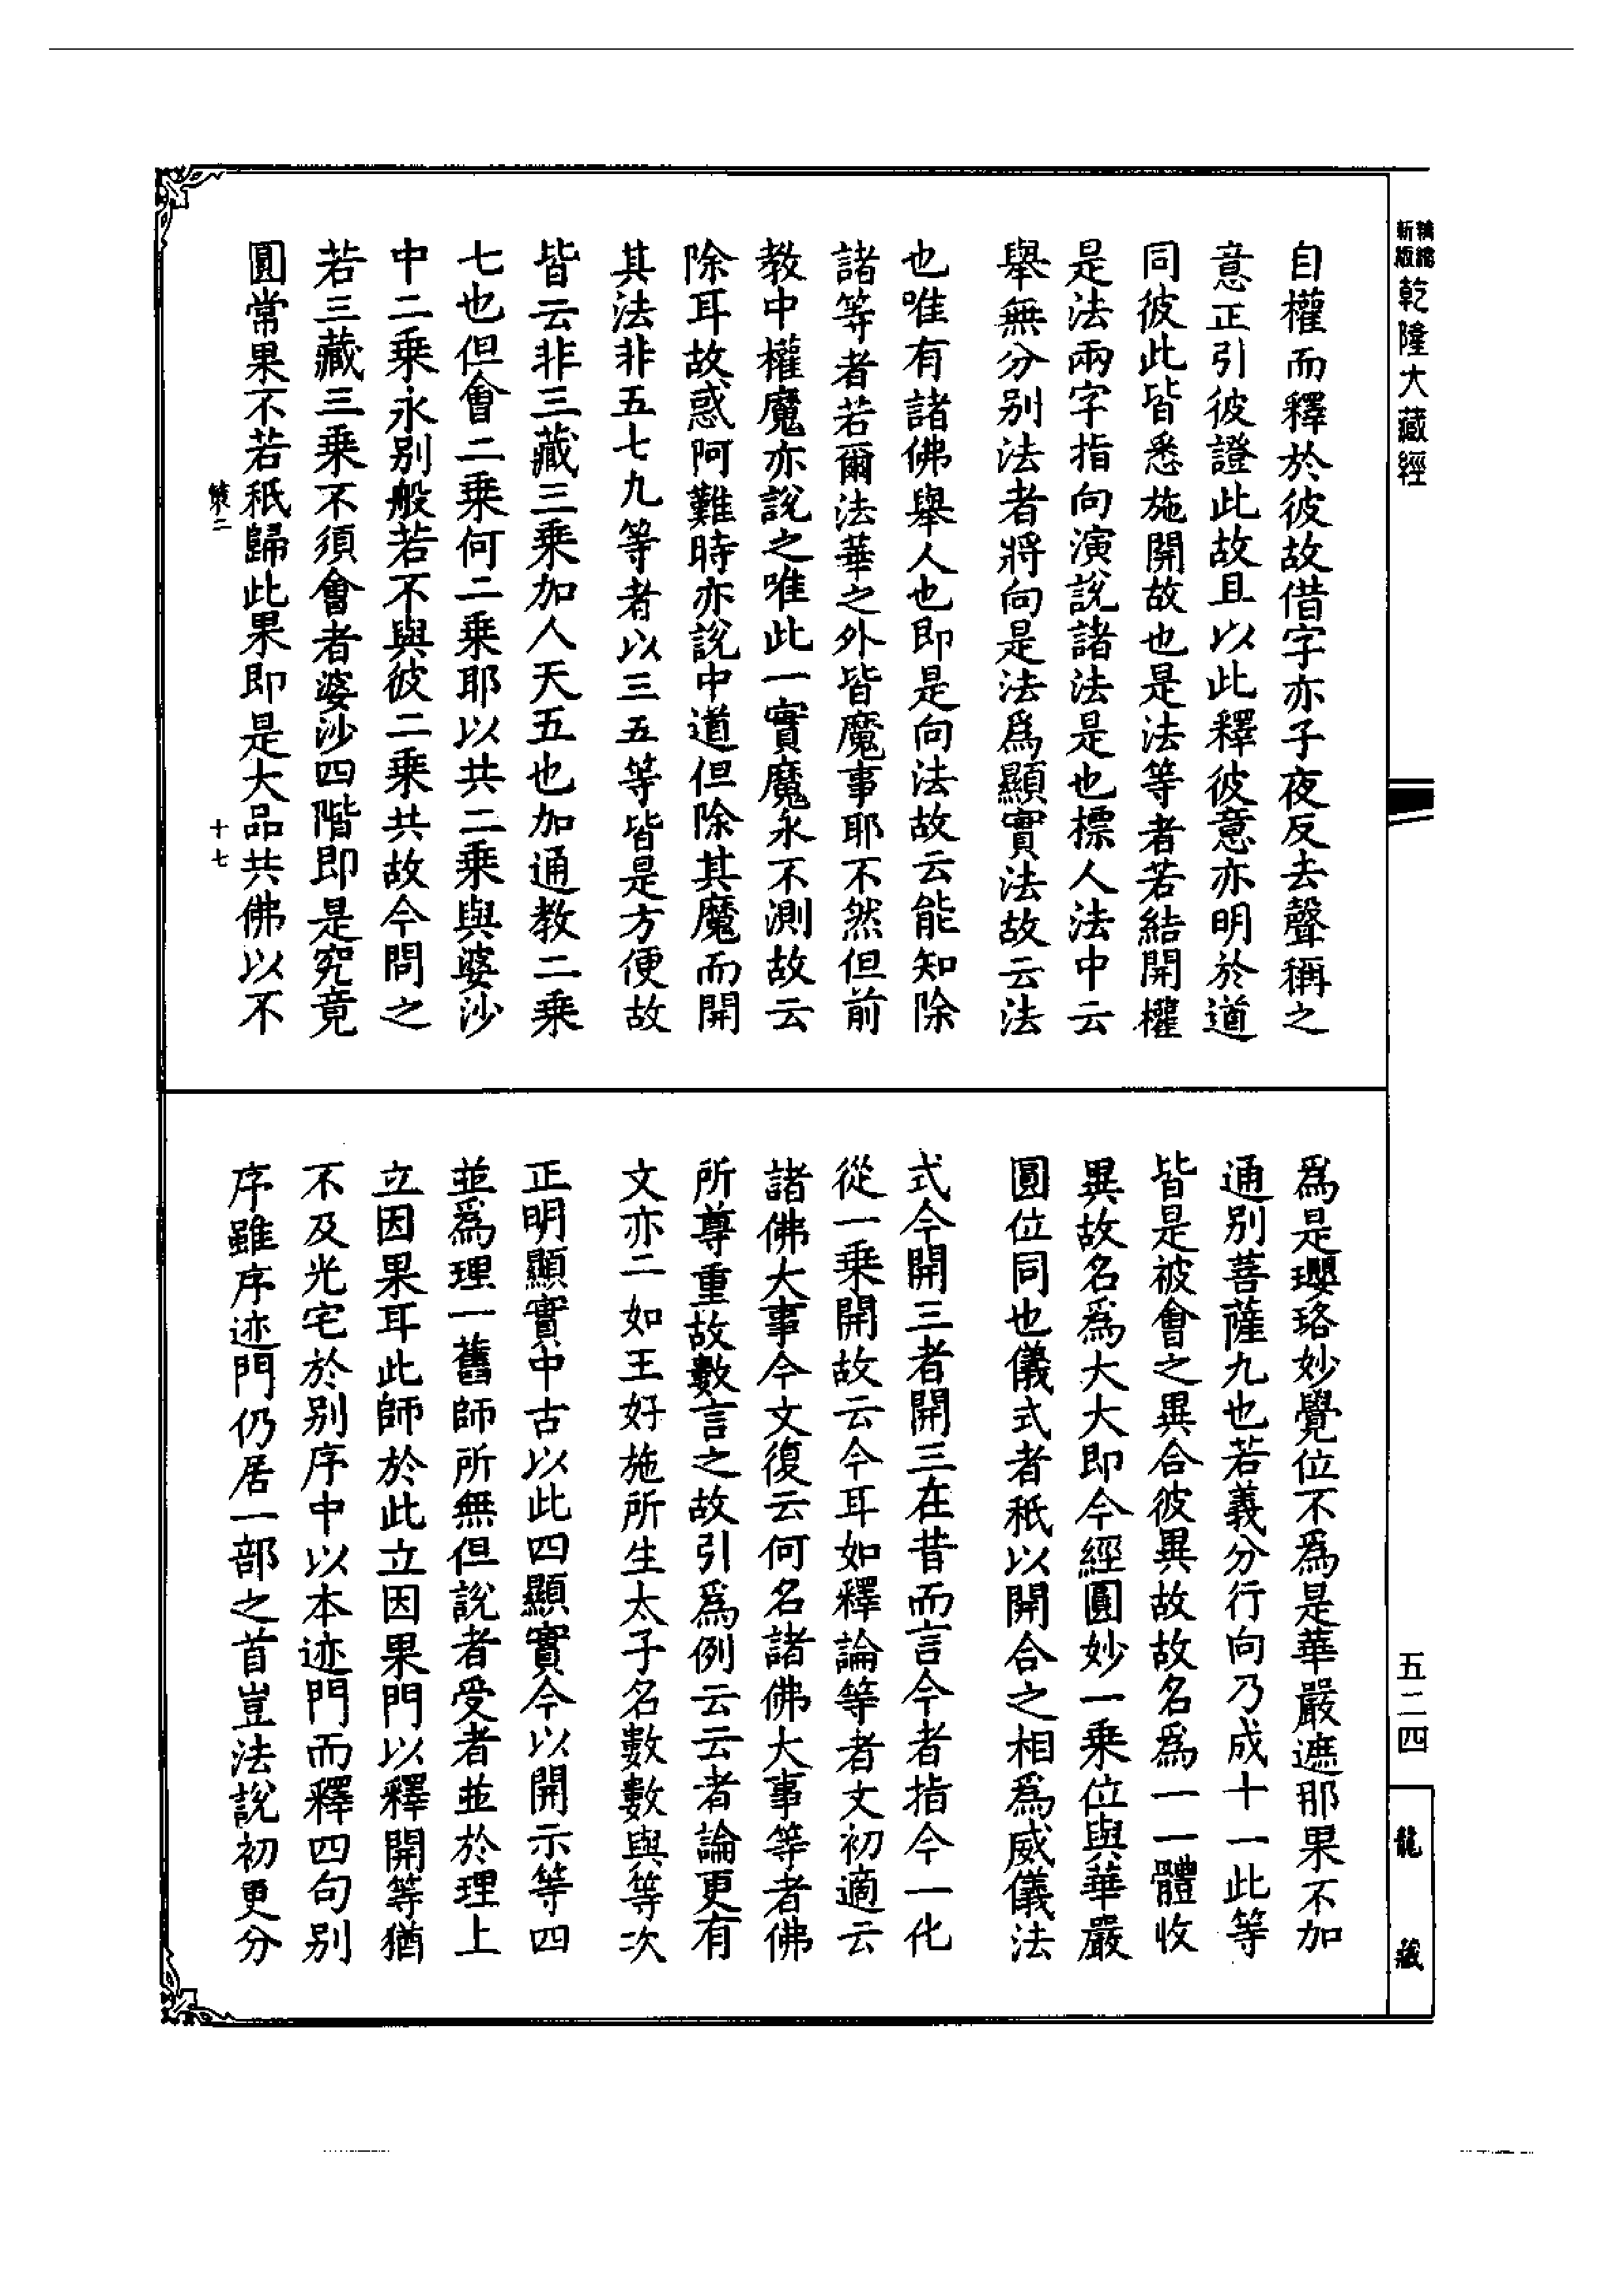 精縮
新版
乾隆大藏經
自權而釋於彼故借字亦子夜反去聲稱之
意正引彼證此故且以此釋彼意亦明於道
同彼此皆悉施開故也是法等者若結開權
是法兩字指向演說諸法是也標人法中云
舉無分別法者將向是法爲顯實法故云法
也唯有諸佛舉人也即是向法故云能知除
諸等者若爾法華之外皆魔事耶不然但前
教中權魔亦說之唯此一實魔永不測故云
除耳故惑阿難時亦說中道但除其魔而開
其法非五七九等者以三五等皆是方便故
皆云非三藏三乘加人天五也加通教二乘
七也但會二乘何二乘耶以共二乘與婆沙
中二乘永別般若不與彼二乘共故今問之
若三藏三乘不須會者婆沙四階即是究竟
圓常果不若秖歸此果即是大品共佛以不
策二
十七
爲是瓔珞妙覺位不爲是華嚴遮那果不加
通別菩薩九也若義分行向乃成十一此等
皆是被會之異合彼異故故名爲一一體收
異故名爲大大即今經圓妙一乘位與華嚴
圓位同也儀式者秖以開合之相爲威儀法
式今開三者開三在昔而言今者指今一化
從一乘開故云今耳如釋論等者文初適云
諸佛大事今文復云何名諸佛大事等者佛
所尊重故數言之故引爲例云云者論更有
文亦二如王好施所生太子名數數與等次
正明顯實中古以此四顯實今以開示等四
並爲理一舊師所無但說者受者並於理上
立因果耳此師於此立因果門以釋開等猶
不及光宅於別序中以本迹門而釋四句別
序雖序迹門仍居一部之首豈法說初更分
五二四
龍藏